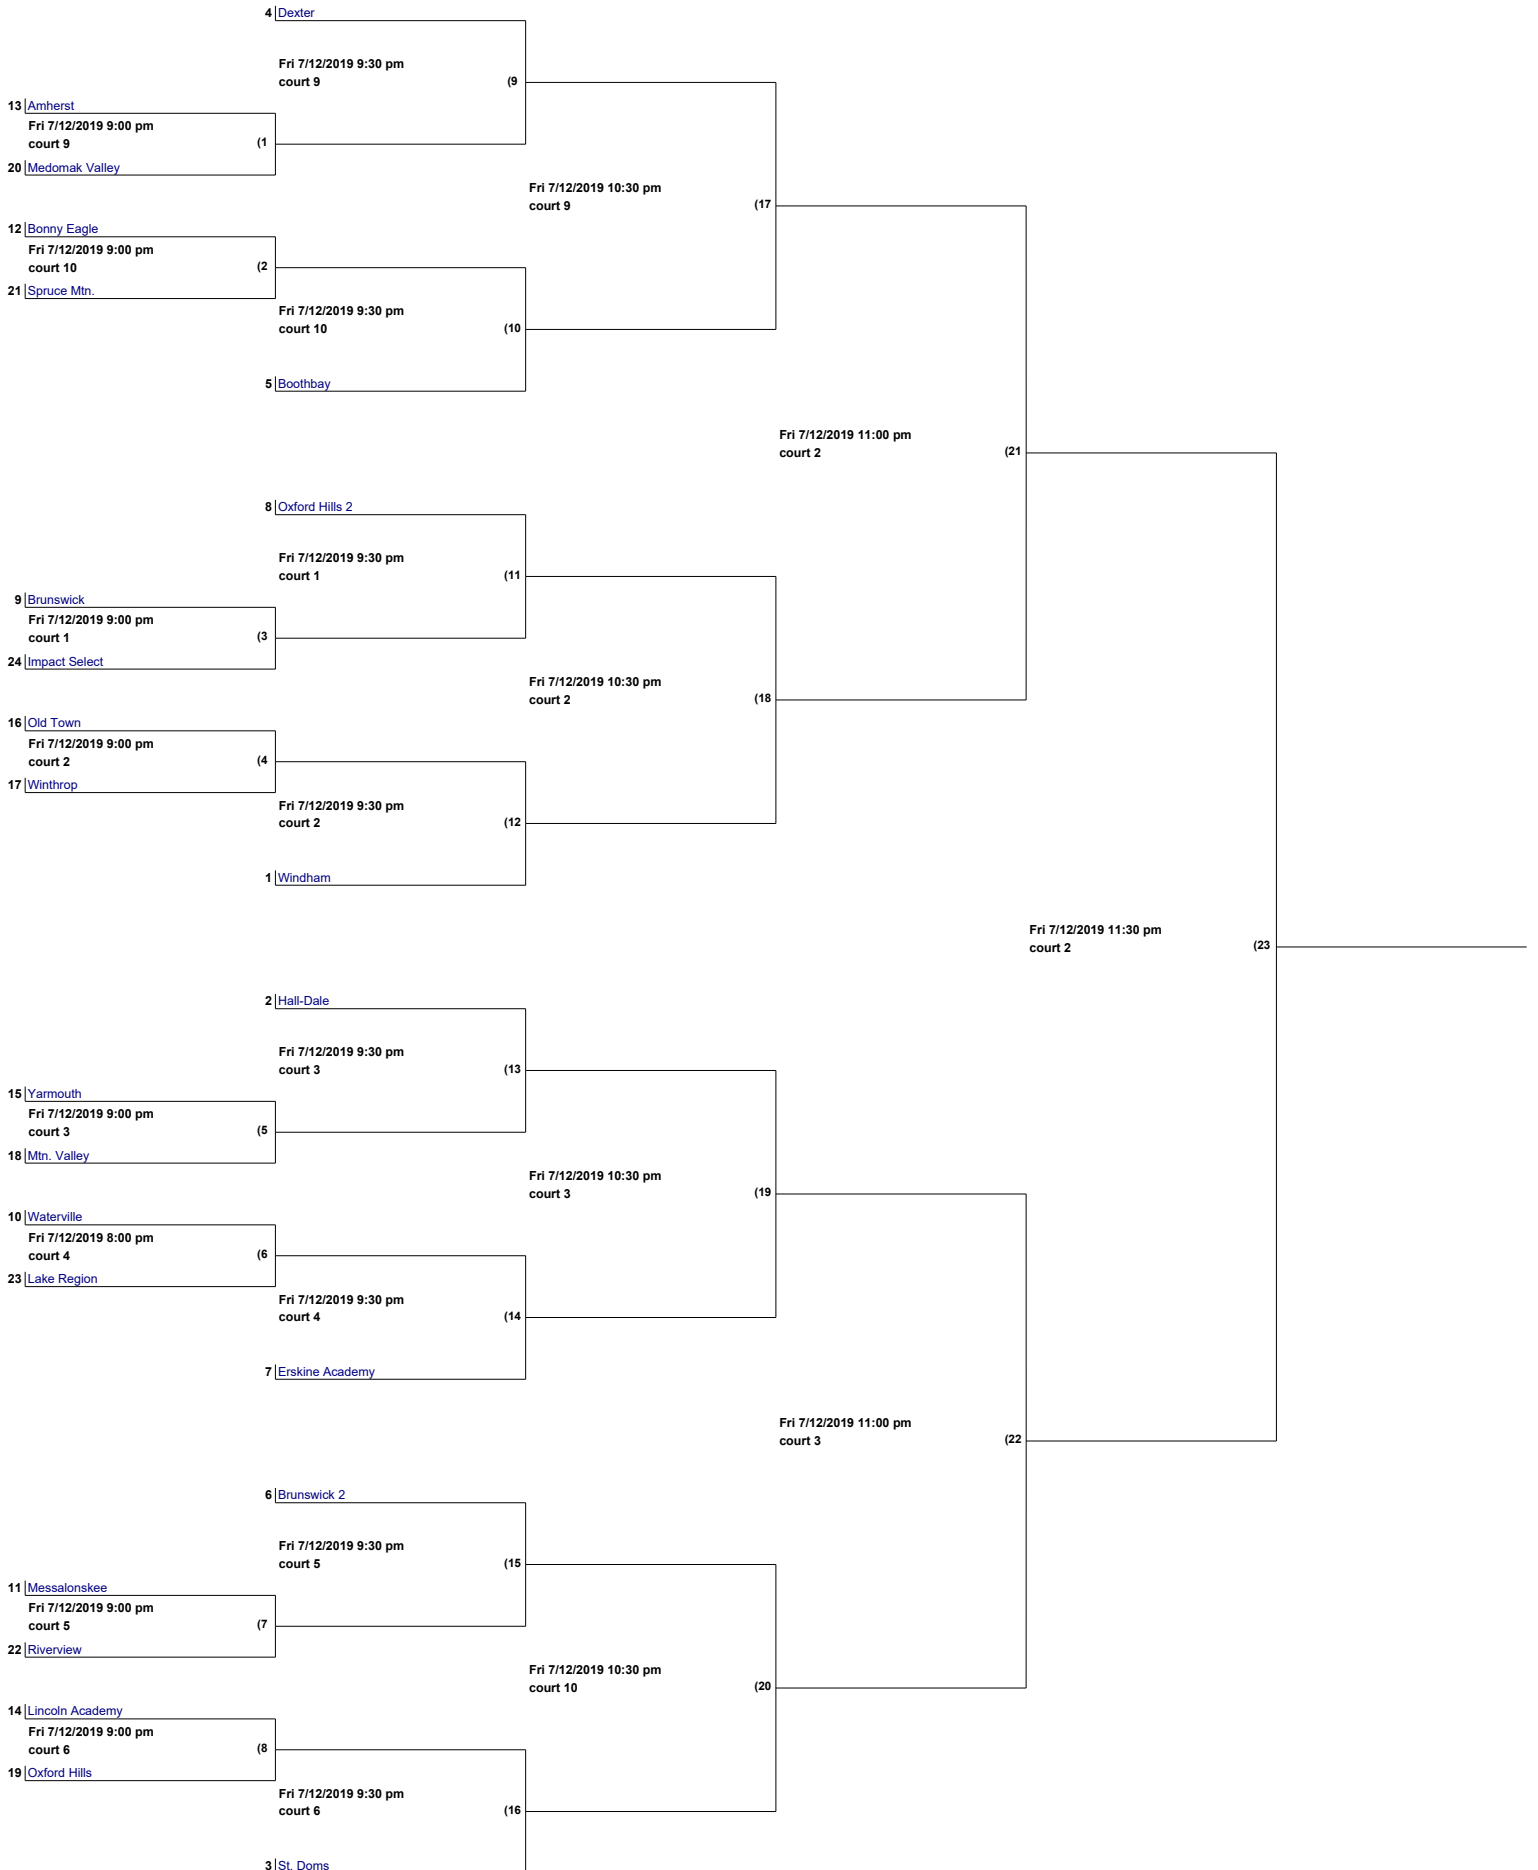 4 Dexter
Fri 7/12/2019 9:30 pm
court 9 (9
13 Amherst
Fri 7/12/2019 9:00 pm
court 9 (1
20 Medomak Valley
Fri 7/12/2019 10:30 pm
court 9 (17
12 Bonny Eagle
Fri 7/12/2019 9:00 pm
court 10 (2
21 Spruce Mtn.
Fri 7/12/2019 9:30 pm
court 10 (10
5 Boothbay
Fri 7/12/2019 11:00 pm
court 2 (21
8 Oxford Hills 2
Fri 7/12/2019 9:30 pm
court 1 (11
9 Brunswick
Fri 7/12/2019 9:00 pm
court 1 (3
24 Impact Select
Fri 7/12/2019 10:30 pm
court 2 (18
16 Old Town
Fri 7/12/2019 9:00 pm
court 2 (4
17 Winthrop
Fri 7/12/2019 9:30 pm
court 2 (12
1 Windham
Fri 7/12/2019 11:30 pm
court 2 (23
2 Hall-Dale
Fri 7/12/2019 9:30 pm
court 3 (13
15 Yarmouth
Fri 7/12/2019 9:00 pm
court 3 (5
18 Mtn. Valley
Fri 7/12/2019 10:30 pm
court 3 (19
10 Waterville
Fri 7/12/2019 8:00 pm
court 4 (6
23 Lake Region
Fri 7/12/2019 9:30 pm
court 4 (14
7 Erskine Academy
Fri 7/12/2019 11:00 pm
court 3 (22
6 Brunswick 2
Fri 7/12/2019 9:30 pm
court 5 (15
11 Messalonskee
Fri 7/12/2019 9:00 pm
court 5 (7
22 Riverview
Fri 7/12/2019 10:30 pm
court 10 (20
14 Lincoln Academy
Fri 7/12/2019 9:00 pm
court 6 (8
19 Oxford Hills
Fri 7/12/2019 9:30 pm
court 6 (16
3 St. Doms